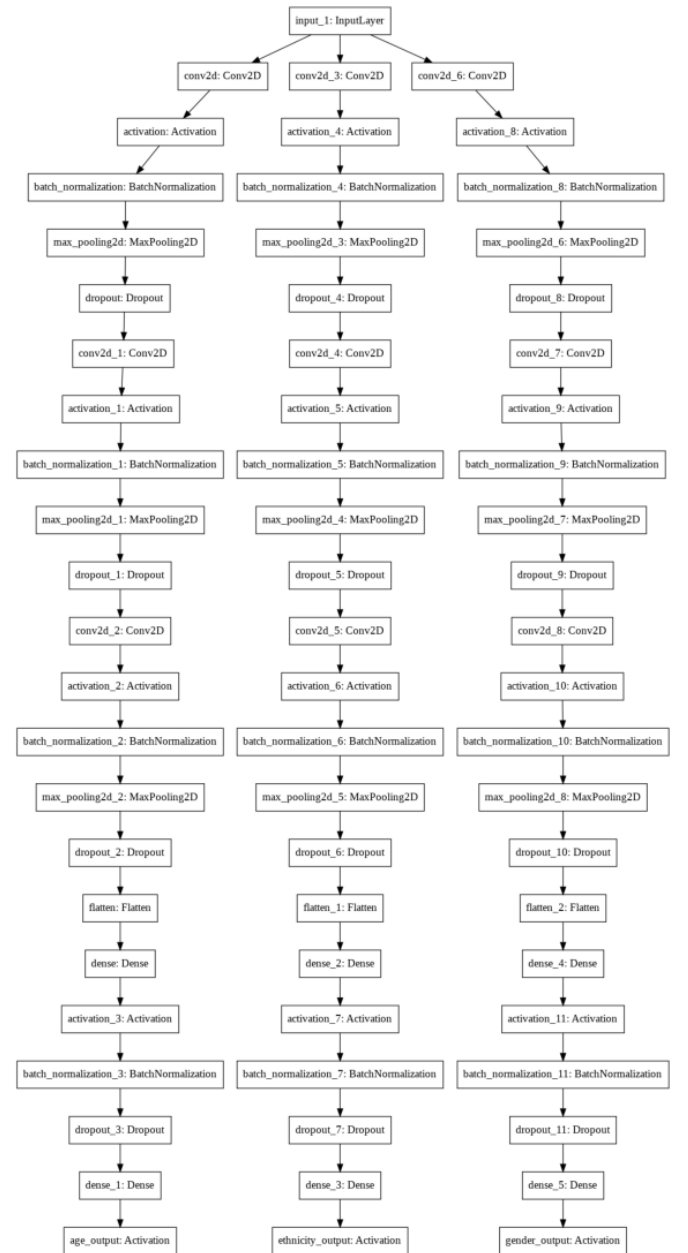 input_1: InputLayer
conv2d: Conv2D
conv2d_3: Conv2D
conv2d_6: Conv2D
activation: Activation
activation_4: Activation
activation_8: Activation
batch_normalization: BatchNormalization
batch_normalization_4: BatchNormalization
batch_normalization_8: BatchNormalization
max_pooling2d: MaxPooling2D
max_pooling2d_3: MaxPooling2D
max_pooling2d_6: MaxPooling2D
dropout: Dropout
dropout_4: Dropout
dropout_8: Dropout
conv2d_1: Conv2D
conv2d_4: Conv2D
conv2d_7: Conv2D
activation_1: Activation
activation_5: Activation
activation_9: Activation
batch_normalization_1: BatchNormalization
batch_normalization_5: BatchNormalization
batch_normalization_9: BatchNormalization
max_pooling2d_1: MaxPooling2D
max_pooling2d_4: MaxPooling2D
max_pooling2d_7: MaxPooling2D
dropout_1: Dropout
dropout_5: Dropout
dropout_9: Dropout
conv2d_2: Conv2D
conv2d_5: Conv2D
conv2d_8: Conv2D
activation_2: Activation
activation_6: Activation
activation_10: Activation
batch_normalization_2: BatchNormalization
batch_normalization_6: BatchNormalization
batch_normalization_10: BatchNormalization
max_pooling2d_2: MaxPooling2D
max_pooling2d_5: MaxPooling2D
max_pooling2d_8: MaxPooling2D
dropout_2: Dropout
dropout_6: Dropout
dropout_10: Dropout
flatten: Flatten
flatten_1: Flatten
flatten_2: Flatten
dense: Dense
dense_2: Dense
dense_4: Dense
activation_3: Activation
activation_7: Activation
activation_11: Activation
batch_normalization_3: BatchNormalization
batch_normalization_7: BatchNormalization
batch_normalization_11: BatchNormalization
dropout_3: Dropout
dropout_7: Dropout
dropout_11: Dropout
dense_1: Dense
dense_3: Dense
dense_5: Dense
age_output: Activation
ethnicity_output: Activation
gender_output: Activation